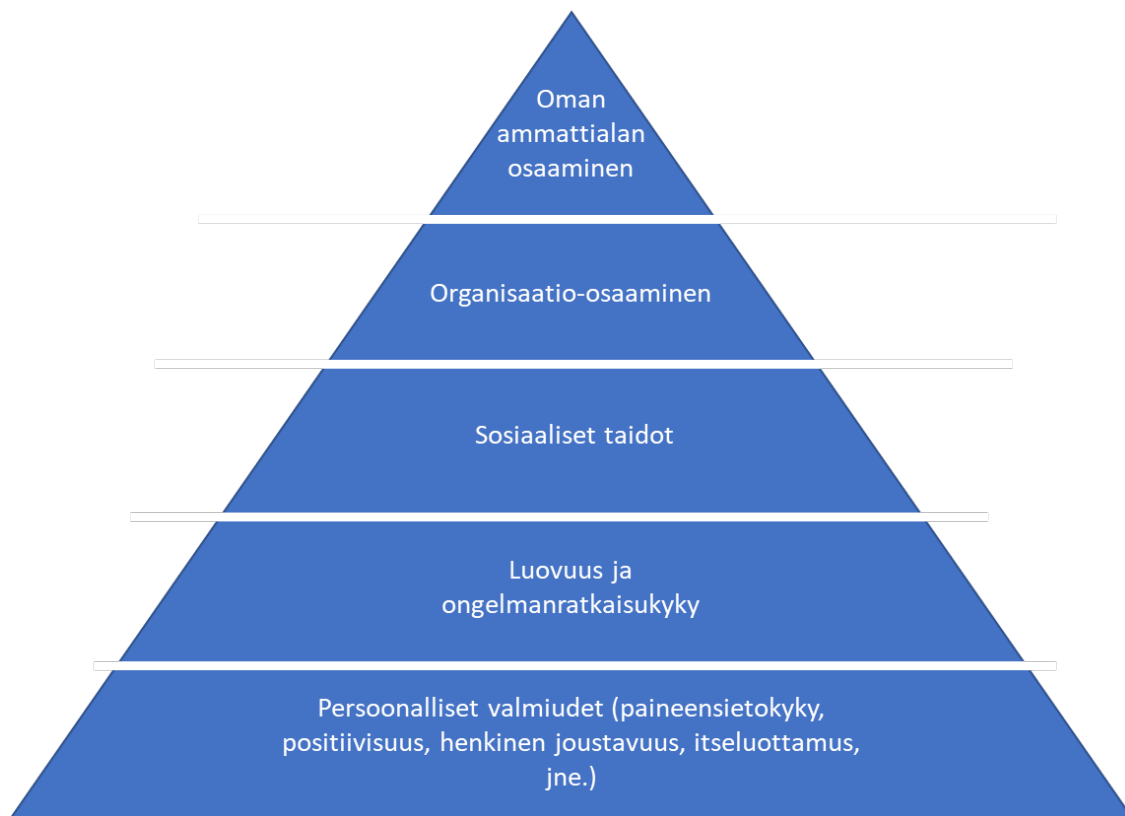 Oman
ammattialan
osaaminen
Organisaatio-osaaminen
Sosiaaliset taidot
Luovuus ja
ongelmanratkaisukyky
Persoonalliset valmiudet (paineensietokyky,
positiivisuus, henkinen joustavuus, itseluottamus,
jne.)